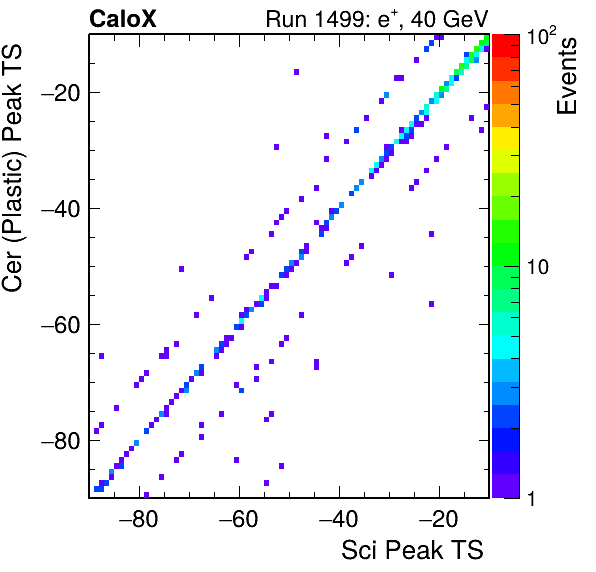 CaloX Run 1499: e⁺, 40 GeV
Cer (Plastic) Peak TS
−20
−40
−60
−80
−80 −60 −40 −20
Sci Peak TS
10²
10
1
Events